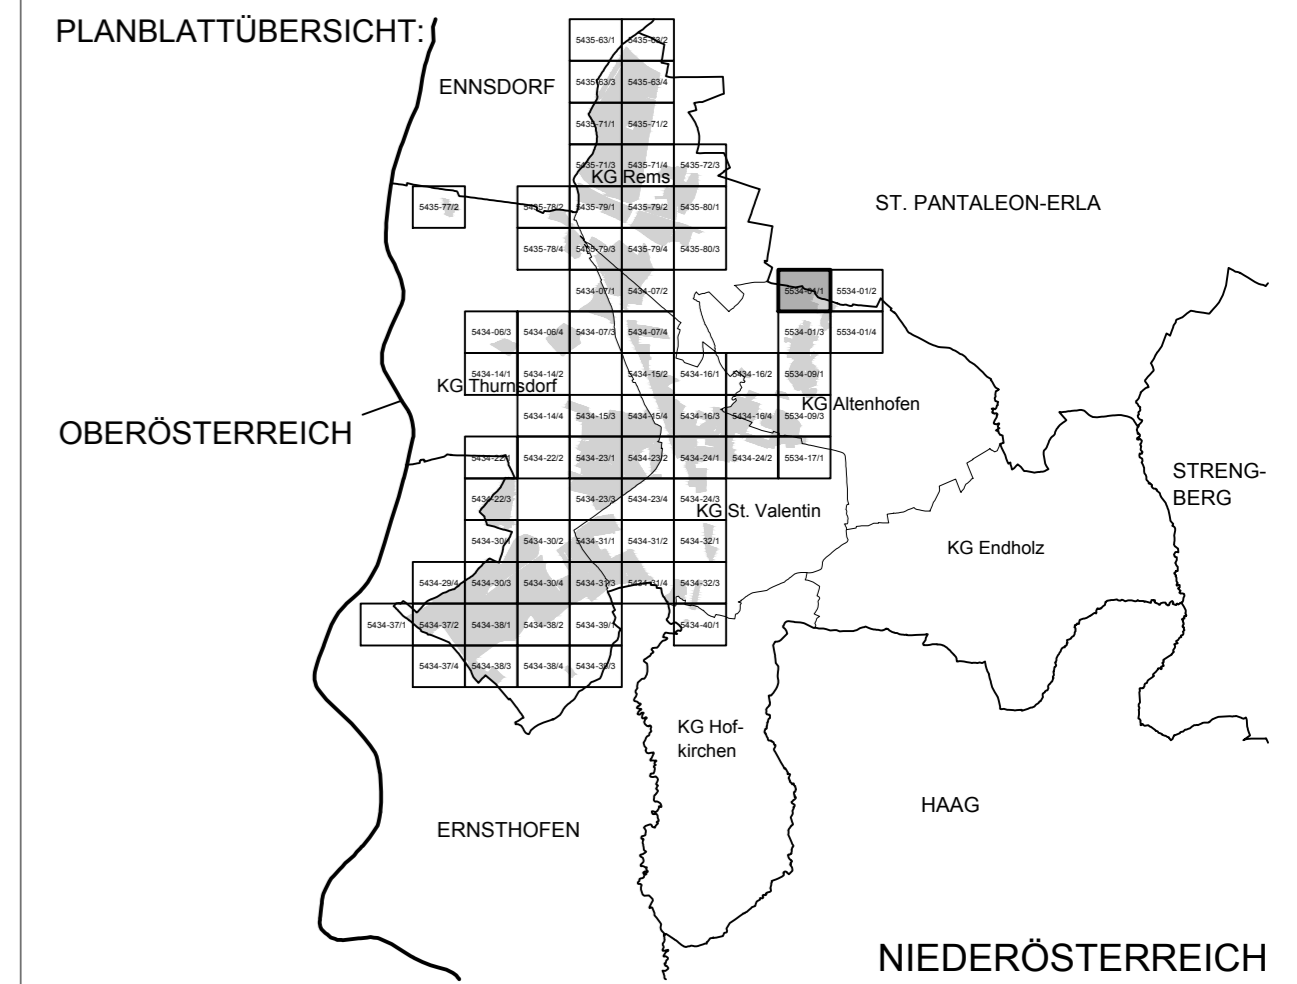 PLANBLATTÜBERSICHT:
5435-63/1 5435-63/2
ENNSDORF
5435-63/3 5435-63/4
5435-71/1 5435-71/2
5435-71/3 5435-71/4 5435-72/3
KG Rems
5435-77/2 5435-78/2 5435-79/1 5435-79/2 5435-80/1
ST. PANTALEON-ERLA
5435-78/4 5435-79/3 5435-79/4 5435-80/3
5434-07/1 5434-07/2 5534-01/1 5534-01/2
5434-06/3 5434-06/4 5434-07/3 5434-07/4 5534-01/3 5534-01/4
5434-14/1 5434-14/2 5434-15/2 5434-16/1 5434-16/2 5534-09/1
KG Thurnsdorf
KG Altenhofen
5434-14/4 5434-15/3 5434-15/4 5434-16/3 5434-16/4 5534-09/3
OBERÖSTERREICH
5434-22/1 5434-22/2 5434-23/1 5434-23/2 5434-24/1 5434-24/2 5534-17/1
STRENG-
BERG
5434-22/3 5434-23/3 5434-23/4 5434-24/3
KG St. Valentin
5434-30/1 5434-30/2 5434-31/1 5434-31/2 5434-32/1
KG Endholz
5434-29/4 5434-30/3 5434-30/4 5434-31/3 5434-31/4 5434-32/3
5434-37/1 5434-37/2 5434-38/1 5434-38/2 5434-39/1 5434-40/1
5434-37/4 5434-38/3 5434-38/4 5434-39/3
KG Hof-
kirchen
HAAG
ERNSTHOFEN
NIEDERÖSTERREICH